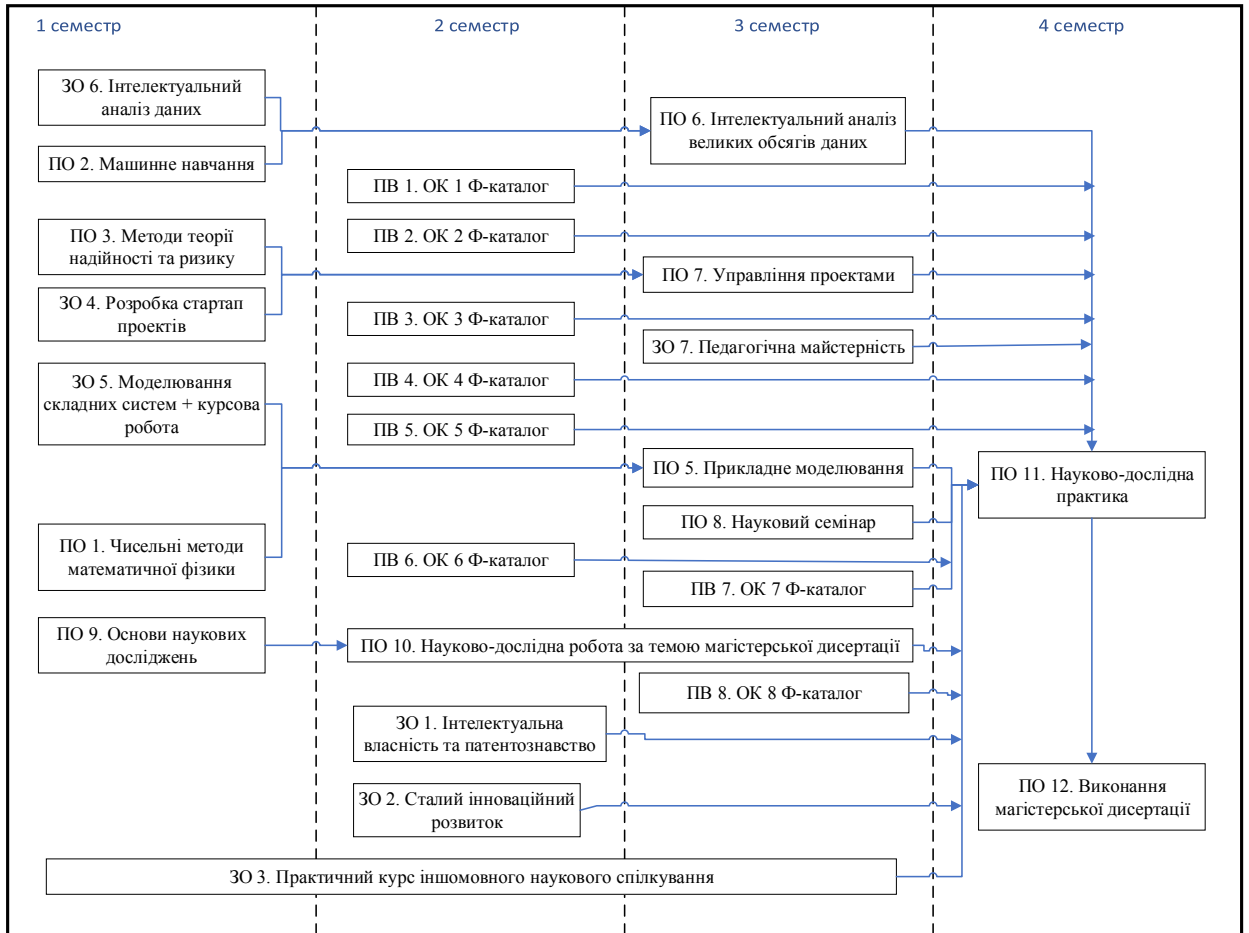 1 семестр
2 семестр
3 семестр
4 семестр
ЗО 6. Інтелектуальний
аналіз даних
ПО 2. Машинне навчання
ПО 6. Інтелектуальний аналіз
великих обсягів даних
ПВ 1. ОК 1 Ф-каталог
ПО 3. Методи теорії
надійності та ризику
ПВ 2. ОК 2 Ф-каталог
ПО 7. Управління проектами
ЗО 4. Розробка стартап
проектів
ПВ 3. ОК 3 Ф-каталог
ЗО 7. Педагогічна майстерність
ЗО 5. Моделювання
складних систем + курсова
робота
ПВ 4. ОК 4 Ф-каталог
ПВ 5. ОК 5 Ф-каталог
ПО 5. Прикладне моделювання
ПО 11. Науково-дослідна
практика
ПО 8. Науковий семінар
ПО 1. Чисельні методи
математичної фізики
ПВ 6. ОК 6 Ф-каталог
ПВ 7. ОК 7 Ф-каталог
ПО 9. Основи наукових
досліджень
ПО 10. Науково-дослідна робота за темою магістерської дисертації
ПВ 8. ОК 8 Ф-каталог
ЗО 1. Інтелектуальна
власність та патентознавство
ЗО 2. Сталий інноваційний
розвиток
ПО 12. Виконання
магістерської дисертації
ЗО 3. Практичний курс іншомовного наукового спілкування